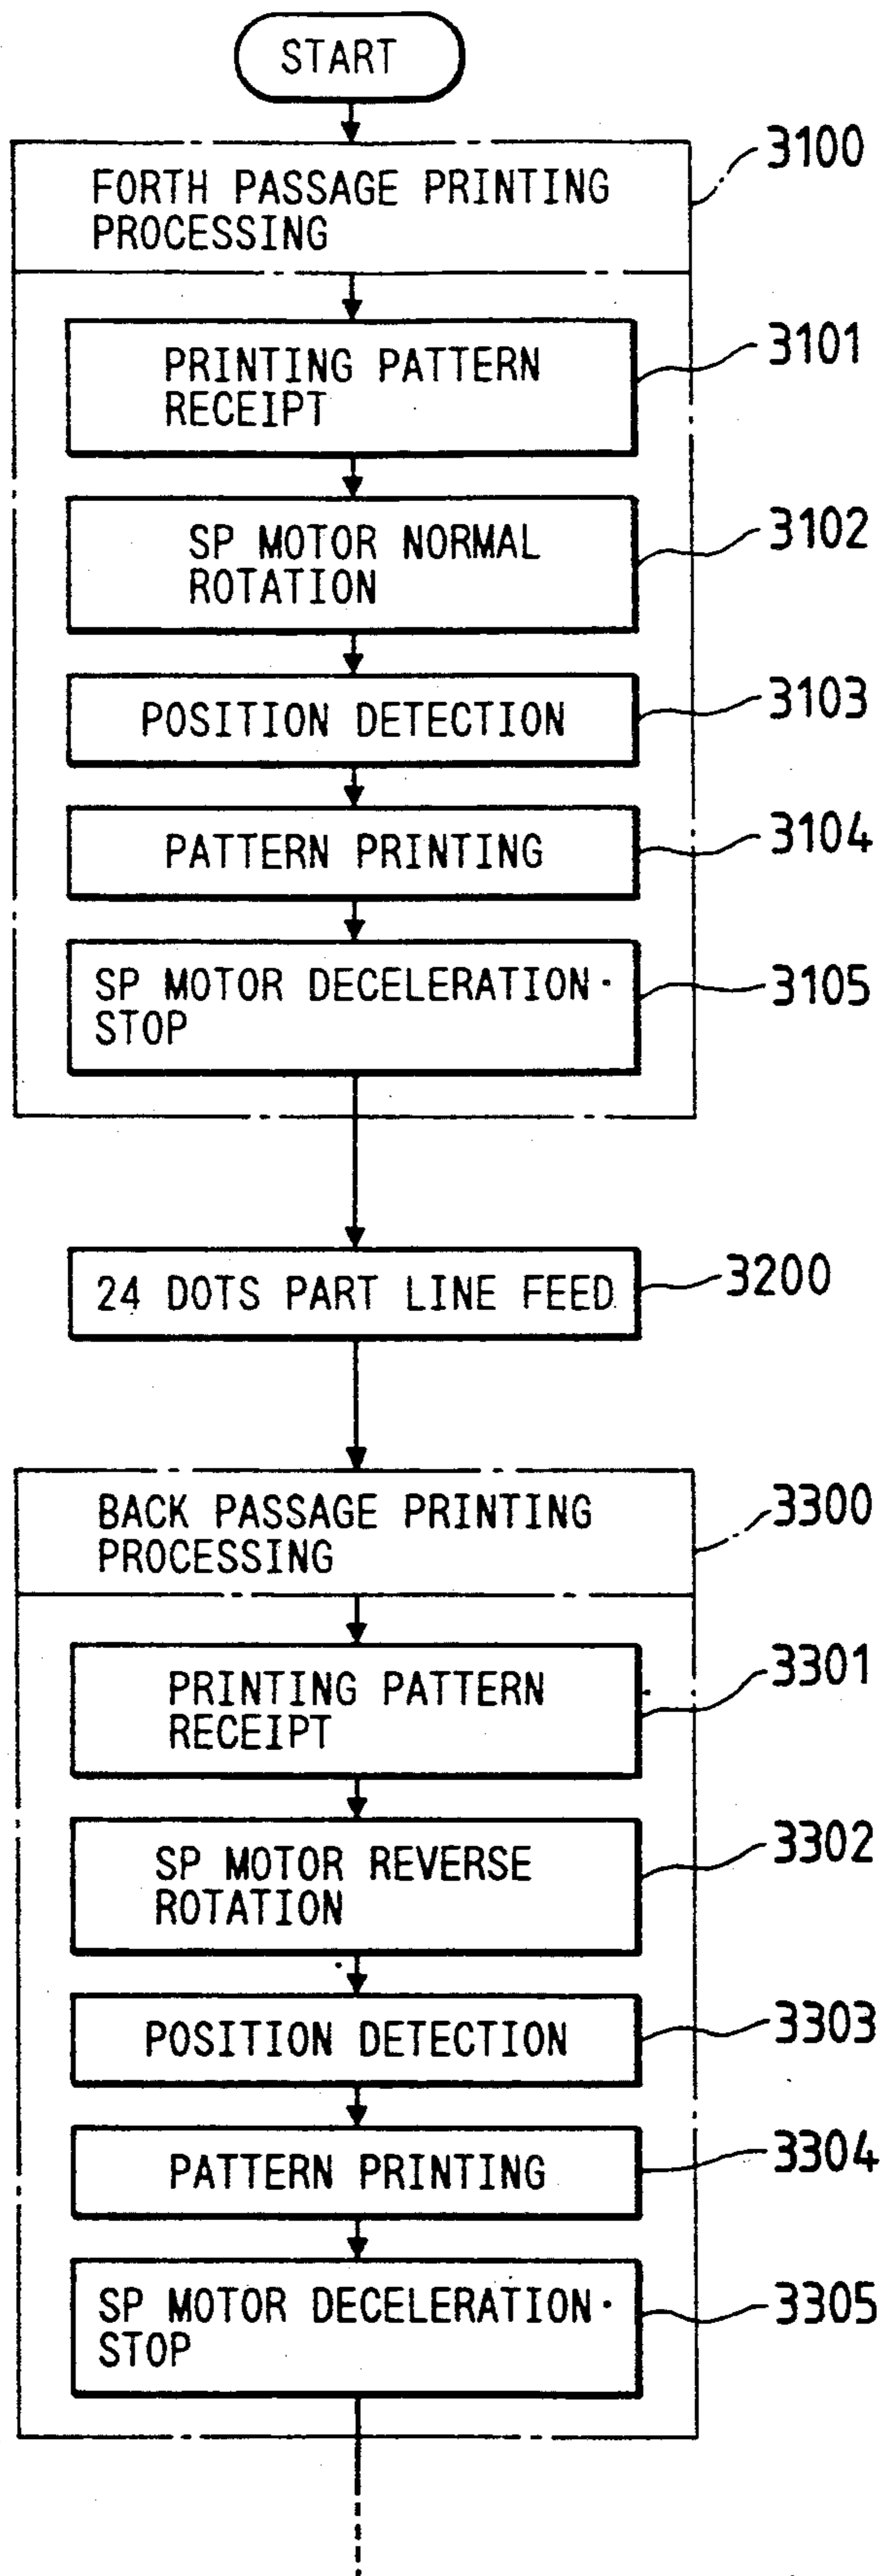 START
3100
FORTH PASSAGE PRINTING
PROCESSING
3101
PRINTING PATTERN
RECEIPT
3102
SP MOTOR NORMAL
ROTATION
3103
POSITION DETECTION
3104
PATTERN PRINTING
3105
SP MOTOR DECELERATION·
STOP
3200
24 DOTS PART LINE FEED
3300
BACK PASSAGE PRINTING
PROCESSING
3301
PRINTING PATTERN
RECEIPT
3302
SP MOTOR REVERSE
ROTATION
3303
POSITION DETECTION
3304
PATTERN PRINTING
3305
SP MOTOR DECELERATION·
STOP